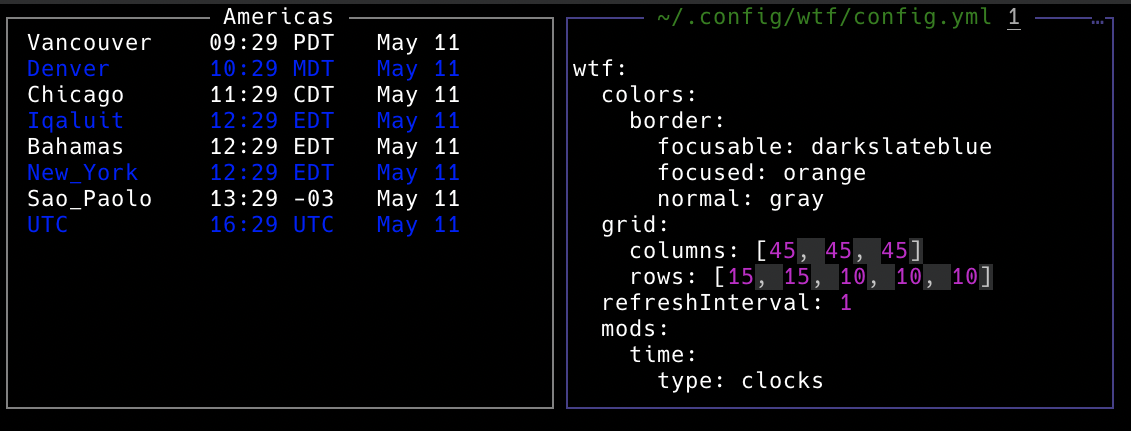 Americas
Vancouver 09:29 PDT May 11
Denver 10:29 MDT May 11
Chicago 11:29 CDT May 11
Iqaluit 12:29 EDT May 11
Bahamas 12:29 EDT May 11
New_York 12:29 EDT May 11
Sao_Paolo 13:29 -03 May 11
UTC 16:29 UTC May 11
~/.config/wtf/config.yml 1 …
wtf:
  colors:
    border:
      focusable: darkslateblue
      focused: orange
      normal: gray
  grid:
    columns: [45, 45, 45]
    rows: [15, 15, 10, 10, 10]
  refreshInterval: 1
  mods:
    time:
      type: clocks